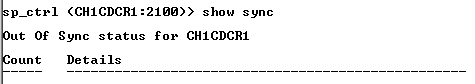 sp_ctrl (CH1CDCR1:2100)> show sync
Out Of Sync status for CH1CDCR1
Count Details
----- --------------------------------------------------